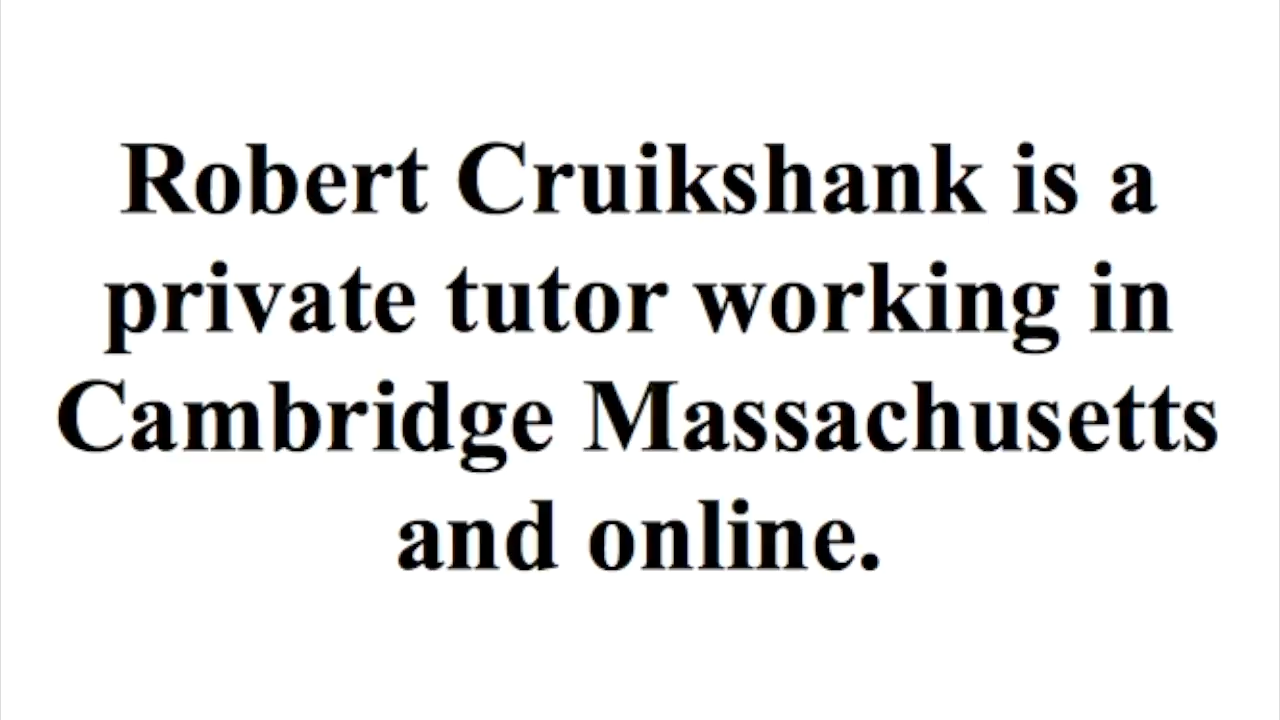 Robert Cruikshank is a
private tutor working in
Cambridge Massachusetts
and online.